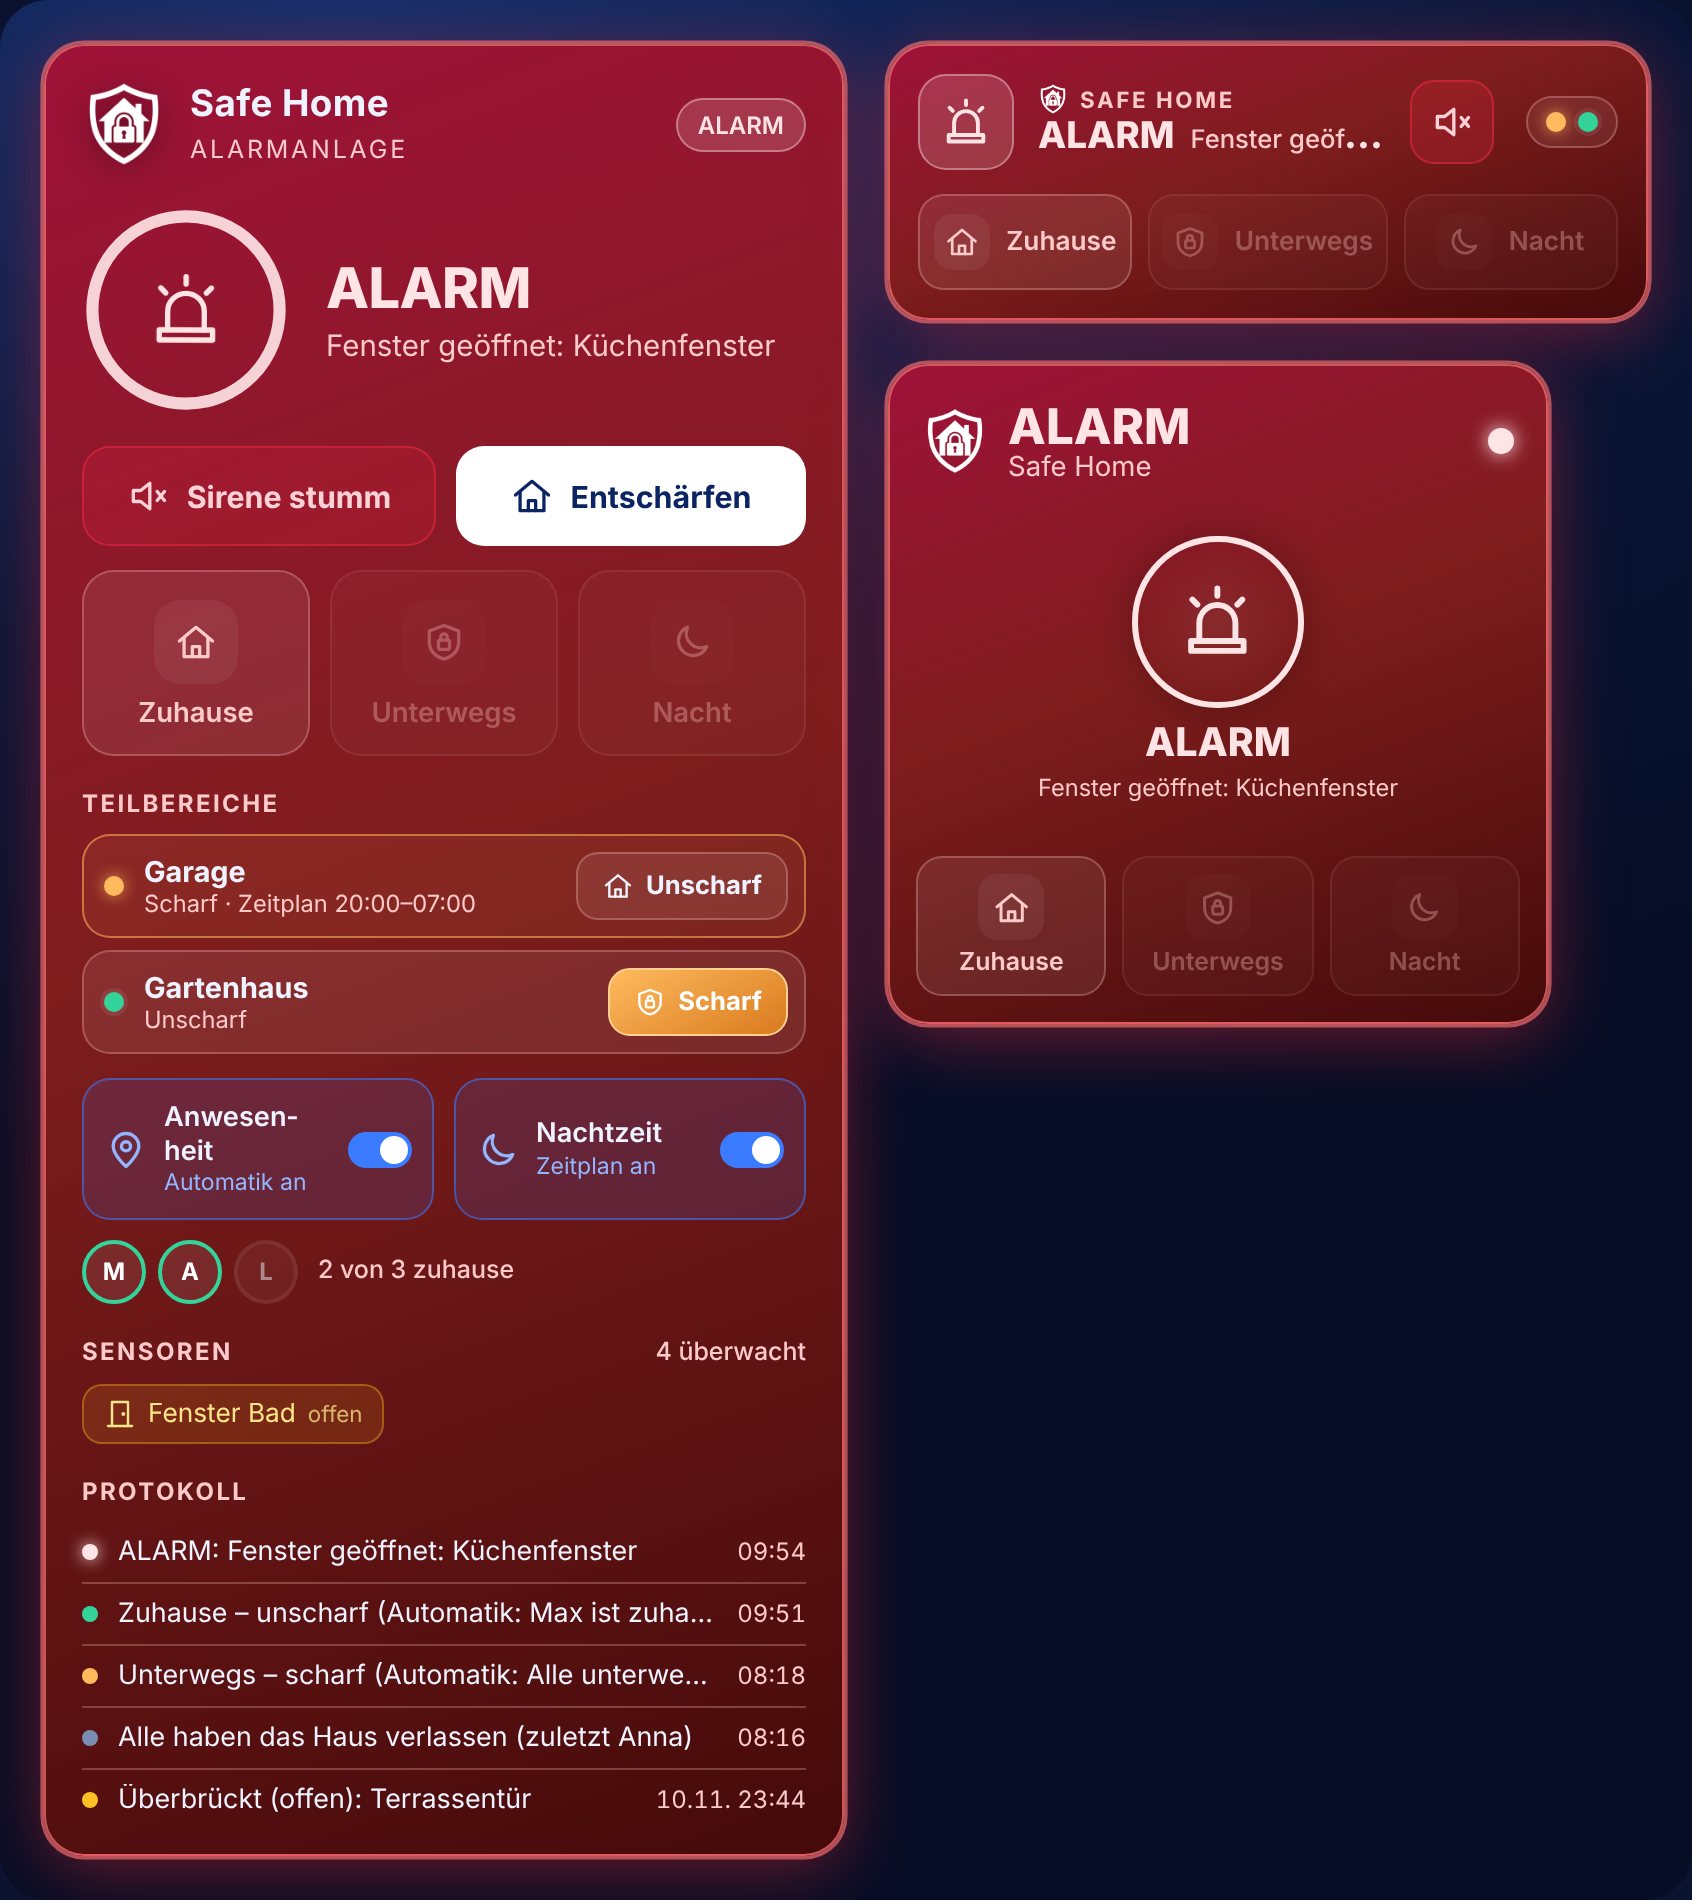 Safe Home
ALARMANLAGE
ALARM
ALARM
Fenster geöffnet: Küchenfenster
Sirene stumm
Entschärfen
Zuhause
Unterwegs
Nacht
TEILBEREICHE
Garage
Scharf · Zeitplan 20:00–07:00
Unscharf
Gartenhaus
Unscharf
Scharf
Anwesen-
heit
Automatik an
Nachtzeit
Zeitplan an
M A L 2 von 3 zuhause
SENSOREN
4 überwacht
Fenster Bad offen
PROTOKOLL
ALARM: Fenster geöffnet: Küchenfenster 09:54
Zuhause – unscharf (Automatik: Max ist zuha... 09:51
Unterwegs – scharf (Automatik: Alle unterwe... 08:18
Alle haben das Haus verlassen (zuletzt Anna) 08:16
Überbrückt (offen): Terrassentür 10.11. 23:44
SAFE HOME
ALARM Fenster geöf...
Zuhause
Unterwegs
Nacht
ALARM
Safe Home
ALARM
Fenster geöffnet: Küchenfenster
Zuhause
Unterwegs
Nacht